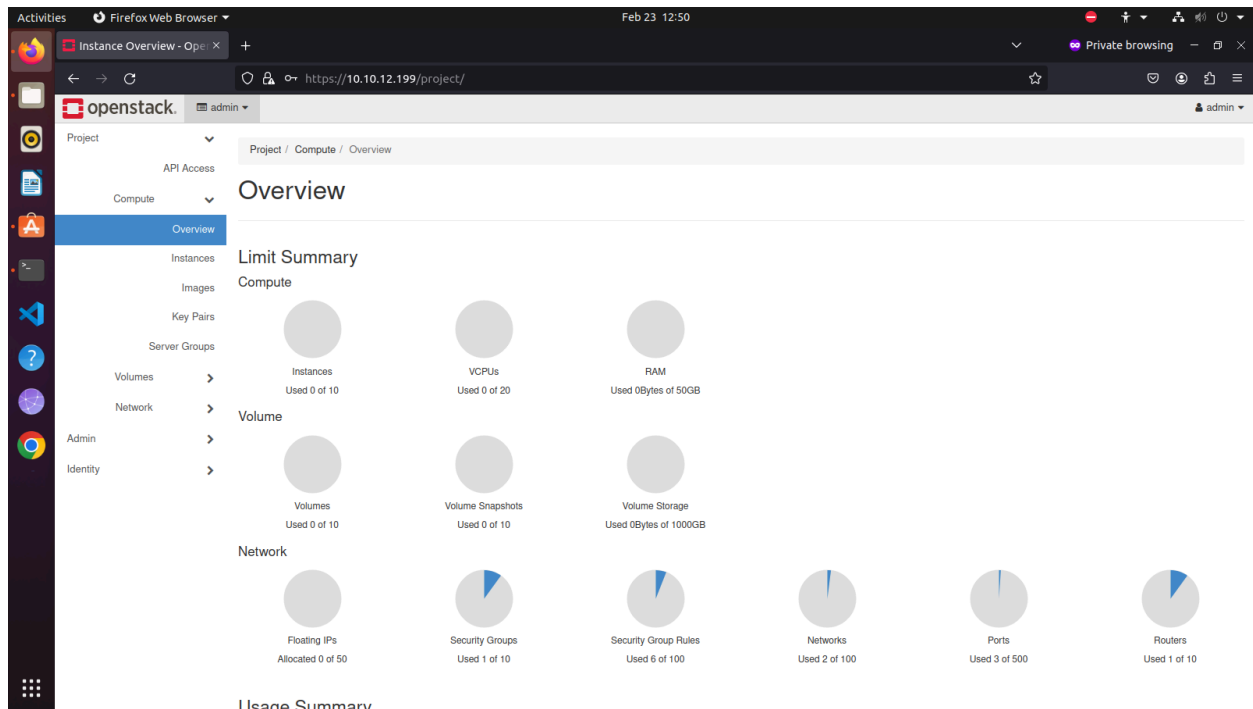 Activities Firefox Web Browser Feb 23 12:50
Instance Overview - Ope Private browsing
https://10.10.12.199/project/
openstack. admin admin
Project
API Access
Compute
Overview
Instances
Images
Key Pairs
Server Groups
Volumes
Network
Admin
Identity
Project / Compute / Overview
Overview
Limit Summary
Compute
Instances VCPUs RAM
Used 0 of 10 Used 0 of 20 Used 0Bytes of 50GB
Volume
Volumes Volume Snapshots Volume Storage
Used 0 of 10 Used 0 of 10 Used 0Bytes of 1000GB
Network
Floating IPs Security Groups Security Group Rules Networks Ports Routers
Allocated 0 of 50 Used 1 of 10 Used 6 of 100 Used 2 of 100 Used 3 of 500 Used 1 of 10
Usage Summary